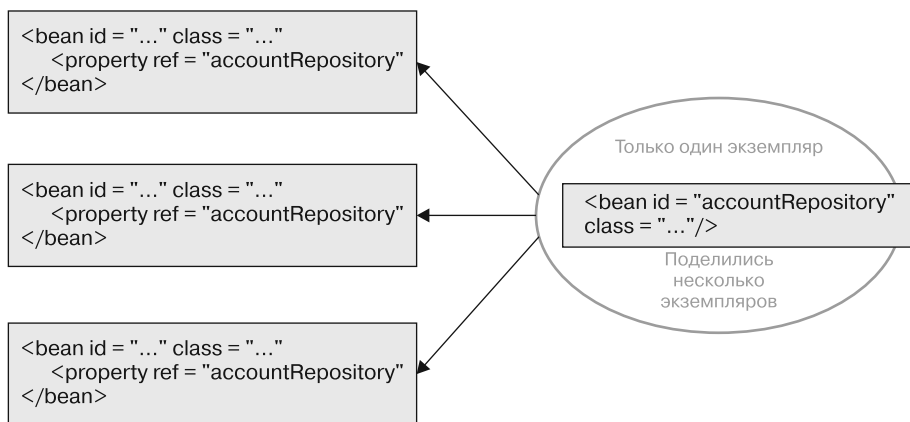 <bean id = "..." class = "..."
<property ref = "accountRepository"
</bean>
<bean id = "..." class = "..."
<property ref = "accountRepository"
</bean>
<bean id = "..." class = "..."
<property ref = "accountRepository"
</bean>
Только один экземпляр
<bean id = "accountRepository"
class = "..."/>
Поделились
несколько
экземпляров